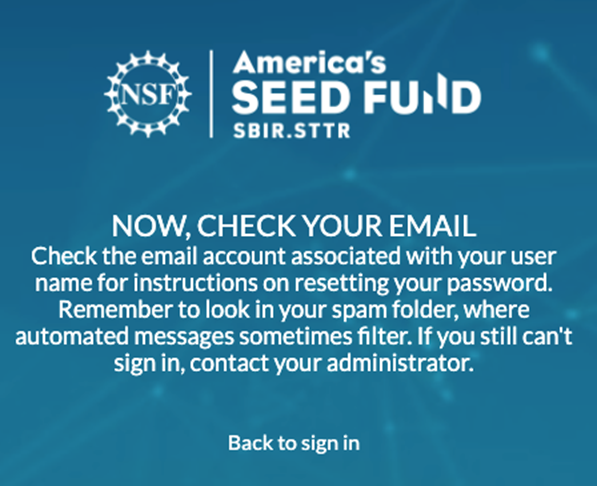 NSF
America's
SEED FUND
SBIR.STTR
NOW, CHECK YOUR EMAIL
Check the email account associated with your user
name for instructions on resetting your password.
Remember to look in your spam folder, where
automated messages sometimes filter. If you still can't
sign in, contact your administrator.
Back to sign in